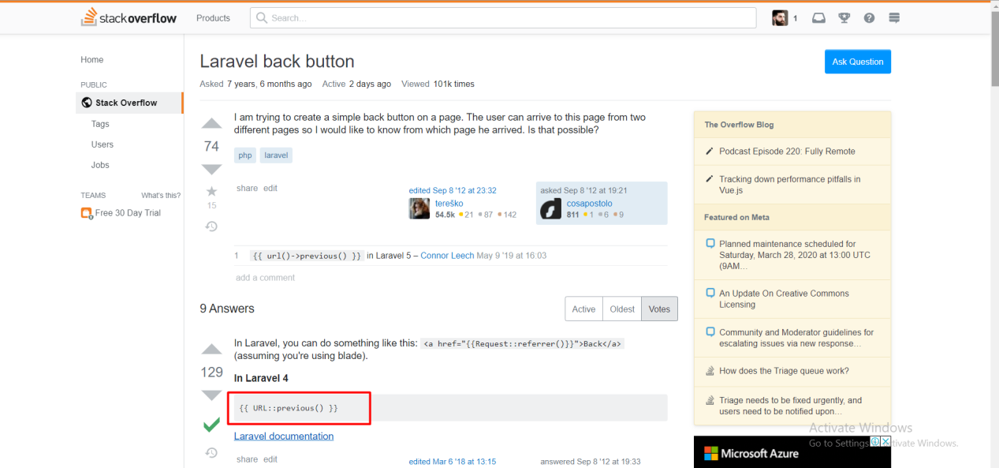 stackoverflow Products Search... 1
Home
PUBLIC
Stack Overflow
Tags
Users
Jobs
TEAMS What's this?
Free 30 Day Trial
Laravel back button
Ask Question
Asked 7 years, 6 months ago Active 2 days ago Viewed 101k times
74
I am trying to create a simple back button on a page. The user can arrive to this page from two
different pages so I would like to know from which page he arrived. Is that possible?
php laravel
15
share edit
edited Sep 8 '12 at 23:32
tereško
54.5k 21 87 142
asked Sep 8 '12 at 19:21
cosapostolo
811 1 6 9
1 {{ url()->previous() }} in Laravel 5 – Connor Leech May 9 '19 at 16:03
add a comment
9 Answers
Active Oldest Votes
129
In Laravel, you can do something like this: <a href="{{Request::referrer()}}">Back</a>
(assuming you're using blade).
In Laravel 4
{{ URL::previous() }}
Laravel documentation
share edit
edited Mar 6 '18 at 13:15
answered Sep 8 '12 at 19:33
The Overflow Blog
Podcast Episode 220: Fully Remote
Tracking down performance pitfalls in
Vue.js
Featured on Meta
Planned maintenance scheduled for
Saturday, March 28, 2020 at 13:00 UTC
(9AM…
An Update On Creative Commons
Licensing
Community and Moderator guidelines for
escalating issues via new response…
How does the Triage queue work?
Triage needs to be fixed urgently, and
users need to be notified upon…
Activate Windows
Go to Settings to activate Windows.
Microsoft Azure